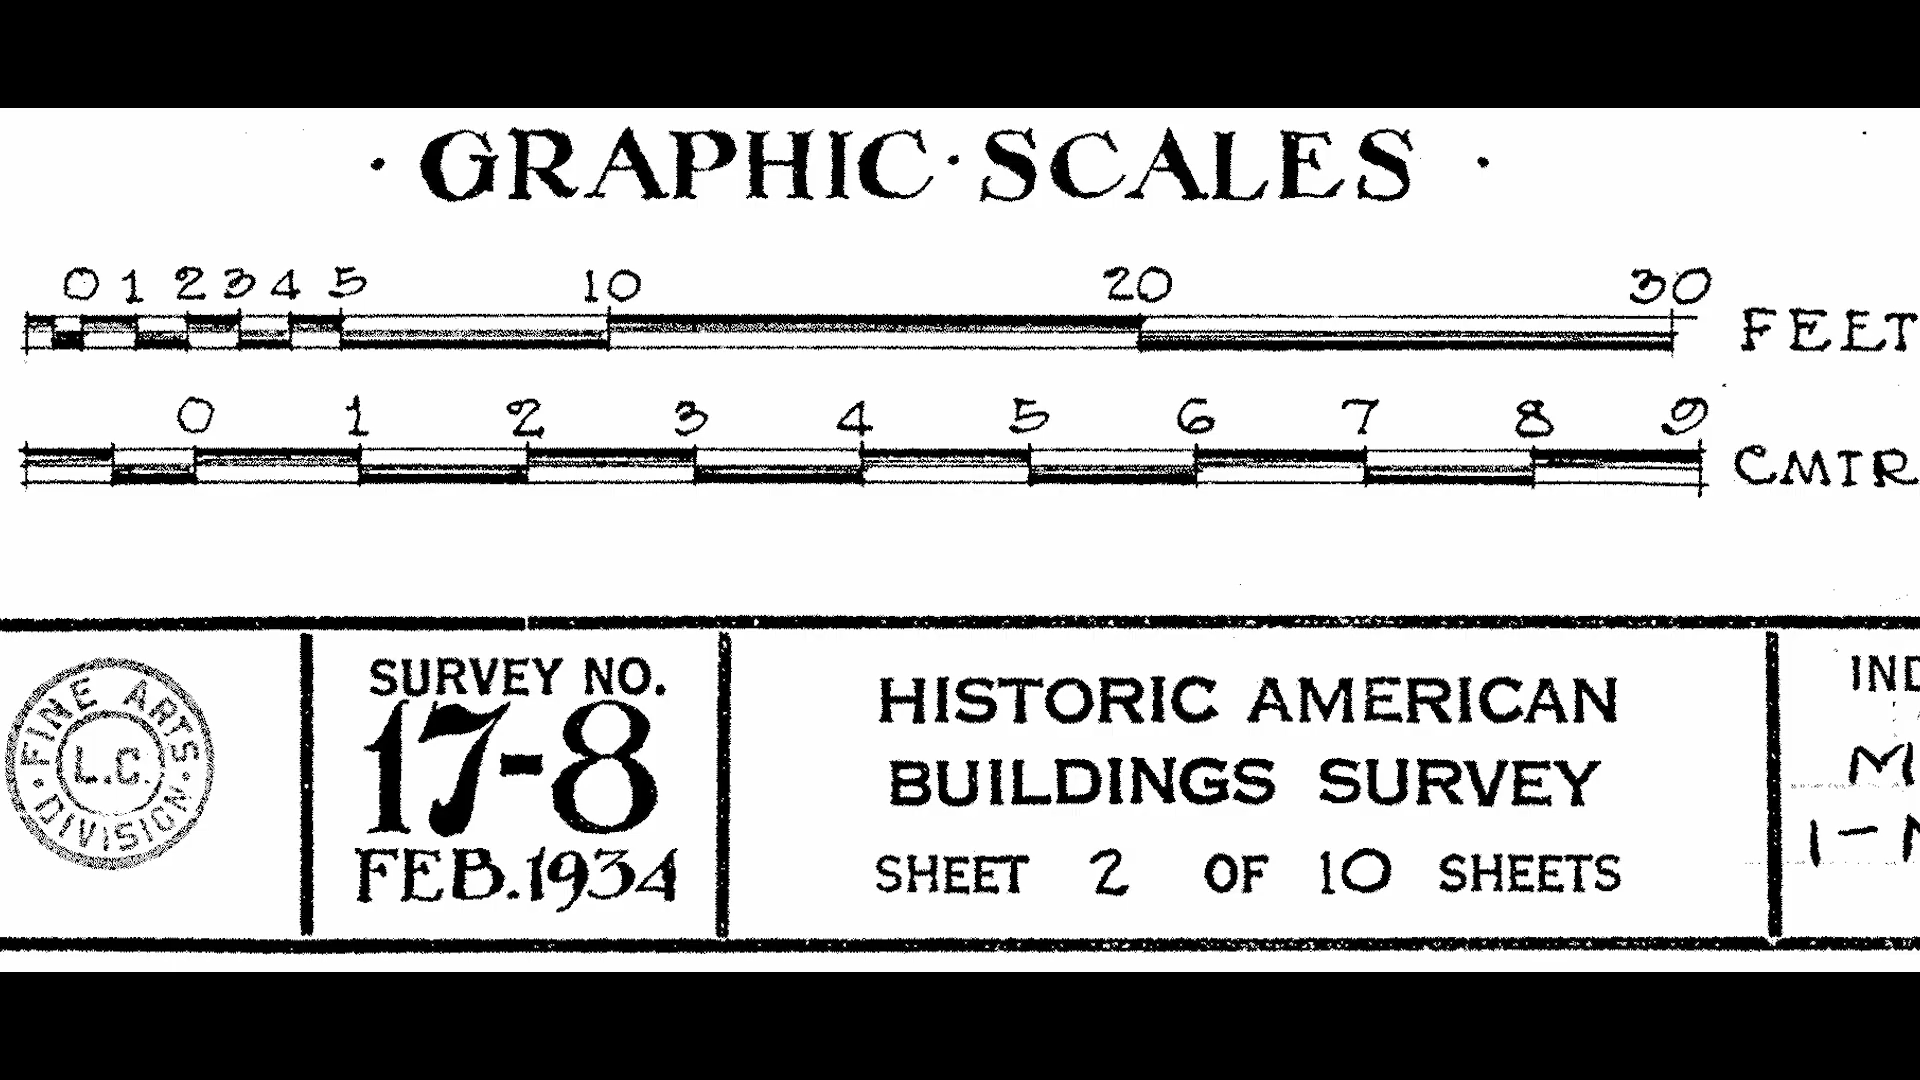 · GRAPHIC · SCALES ·
0 1 2 3 4 5 10 20 30
FEET
0 1 2 3 4 5 6 7 8 9
CMTR
FINE ARTS
· DIVISION ·
L.C.
SURVEY NO.
17-8
FEB. 1934
HISTORIC AMERICAN
BUILDINGS SURVEY
SHEET 2 OF 10 SHEETS
IND
1-